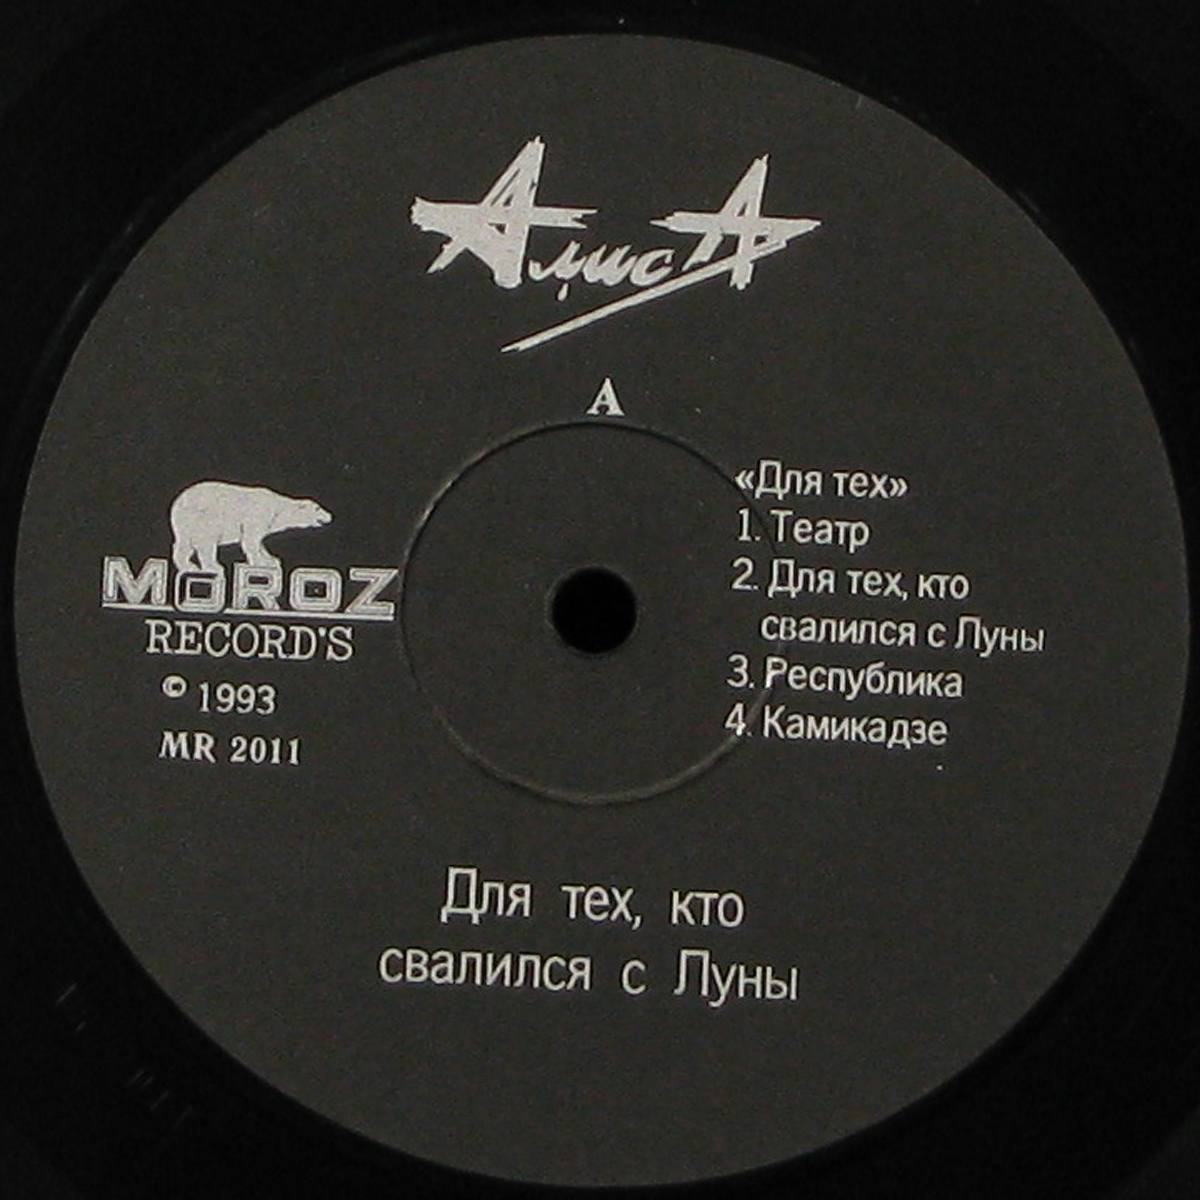 АлисА
А
MOROZ
RECORD'S
© 1993
MR 2011
«Для тех»
1. Театр
2. Для тех, кто
свалился с Луны
3. Республика
4. Камикадзе
Для тех, кто
свалился с Луны